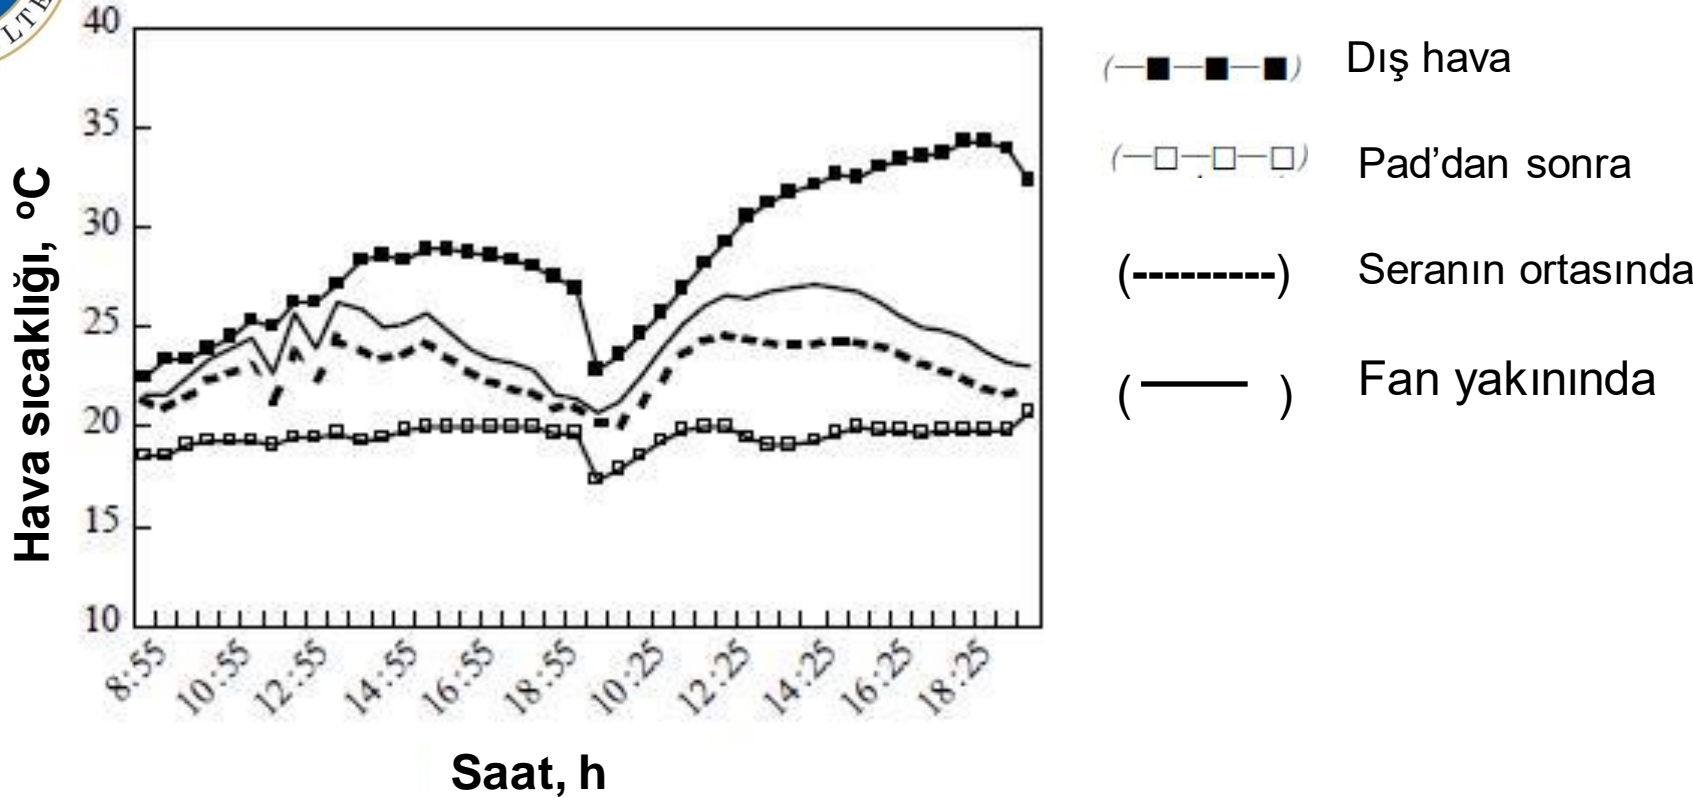 LTE
40
35
30
25
20
15
10
Hava sıcaklığı, ºC
8:55
10:55
12:55
14:55
16:55
18:55
10:25
12:25
14:25
16:25
18:25
Saat, h
Dış hava
Pad’dan sonra
(---------) Seranın ortasında
( —— ) Fan yakınında